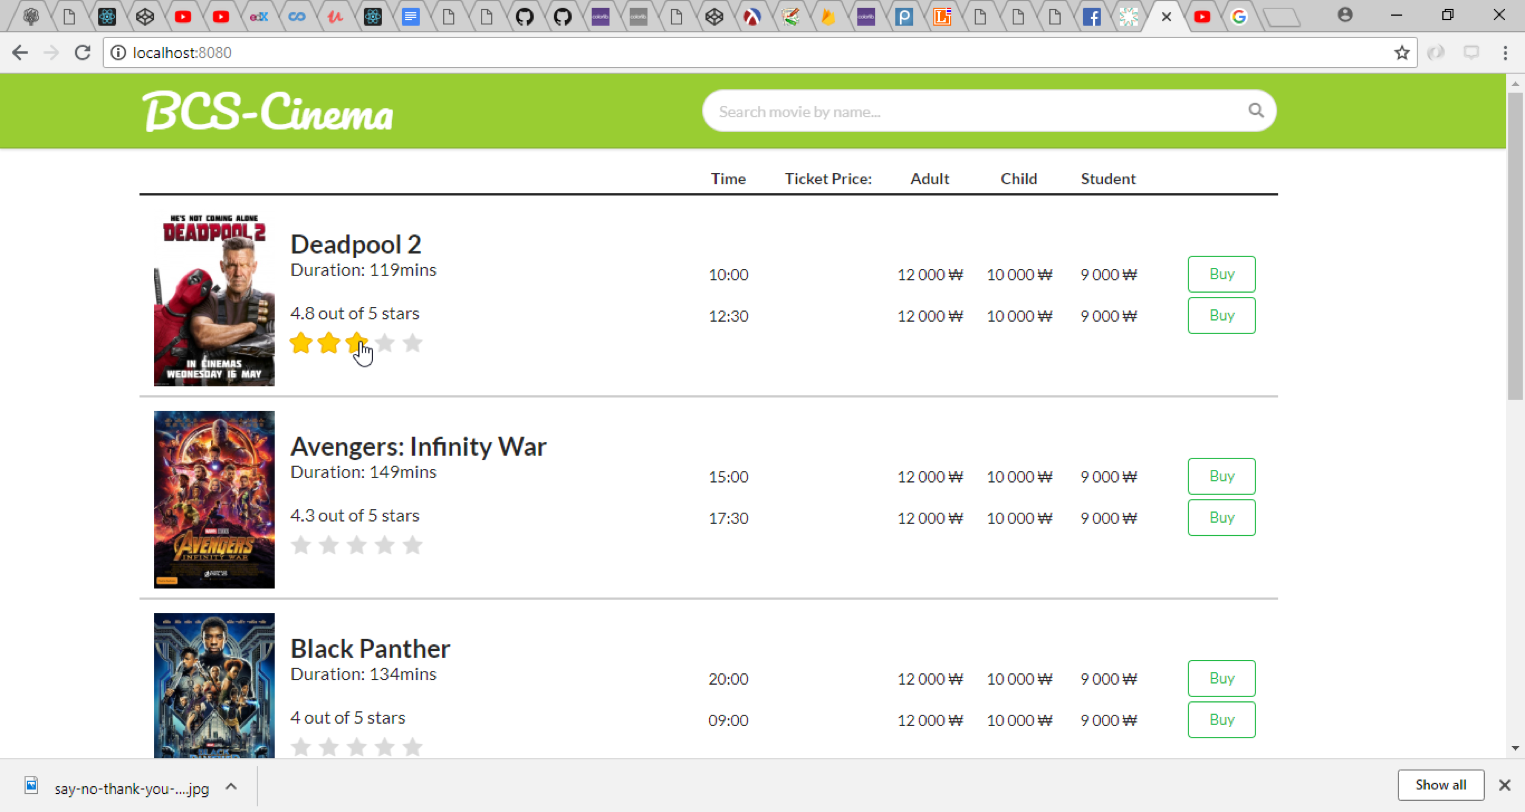 localhost:8080
BCS-Cinema
Search movie by name...
Time Ticket Price: Adult Child Student
HE'S NOT COMING ALONE
DEADPOOL 2
IN CINEMAS
WEDNESDAY 16 MAY
Deadpool 2
Duration: 119mins
4.8 out of 5 stars
10:00 12 000 ₩ 10 000 ₩ 9 000 ₩ Buy
12:30 12 000 ₩ 10 000 ₩ 9 000 ₩ Buy
AVENGERS
INFINITY WAR
Avengers: Infinity War
Duration: 149mins
4.3 out of 5 stars
15:00 12 000 ₩ 10 000 ₩ 9 000 ₩ Buy
17:30 12 000 ₩ 10 000 ₩ 9 000 ₩ Buy
Black Panther
Duration: 134mins
4 out of 5 stars
20:00 12 000 ₩ 10 000 ₩ 9 000 ₩ Buy
09:00 12 000 ₩ 10 000 ₩ 9 000 ₩ Buy
say-no-thank-you-....jpg
Show all